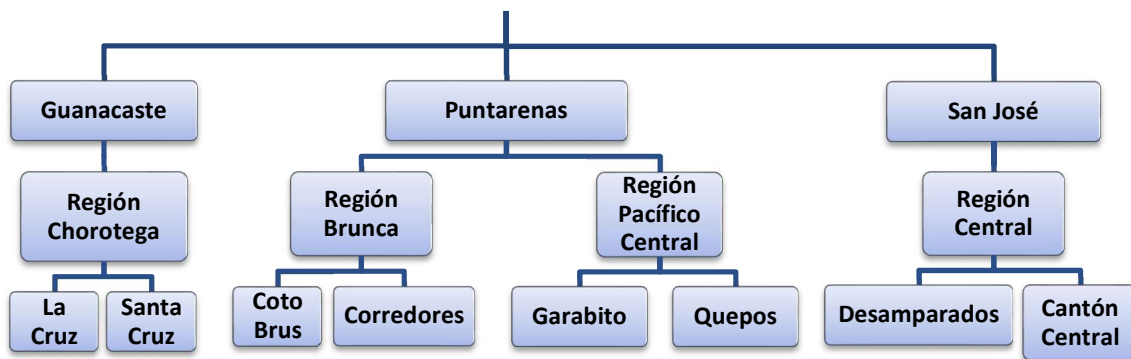 Guanacaste
Puntarenas
San José
Región
Chorotega
Región
Brunca
Región
Pacífico
Central
Región
Central
La
Cruz
Santa
Cruz
Coto
Brus
Corredores
Garabito
Quepos
Desamparados
Cantón
Central